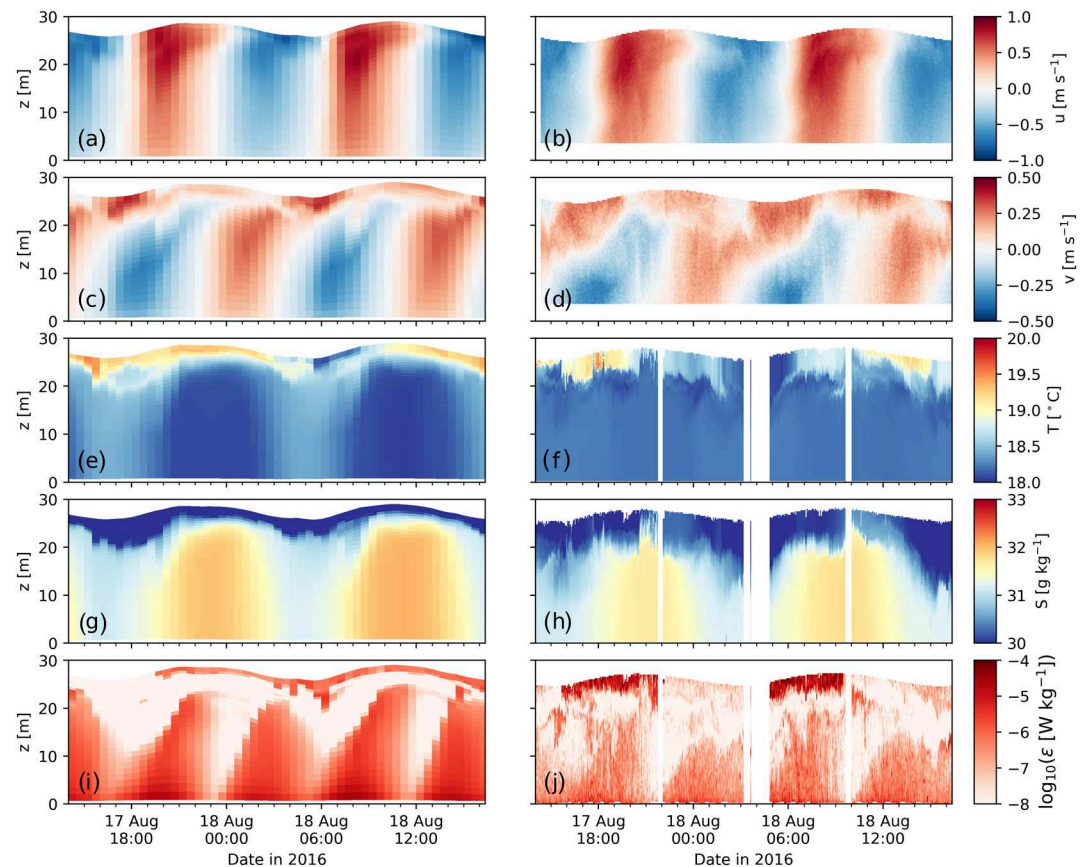 30
20
10
0
z [m]
(a)
(b)
1.0
0.5
0.0
−0.5
−1.0
u [m s⁻¹]
30
20
10
0
z [m]
(c)
(d)
0.50
0.25
0.00
−0.25
−0.50
v [m s⁻¹]
30
20
10
0
z [m]
(e)
(f)
20.0
19.5
19.0
18.5
18.0
T [°C]
30
20
10
0
z [m]
(g)
(h)
33
32
31
30
S [g kg⁻¹]
30
20
10
0
z [m]
(i)
(j)
−4
−5
−6
−7
−8
log₁₀(ε [W kg⁻¹])
17 Aug 18 Aug 18 Aug 18 Aug
18:00 00:00 06:00 12:00
Date in 2016
17 Aug 18 Aug 18 Aug 18 Aug
18:00 00:00 06:00 12:00
Date in 2016